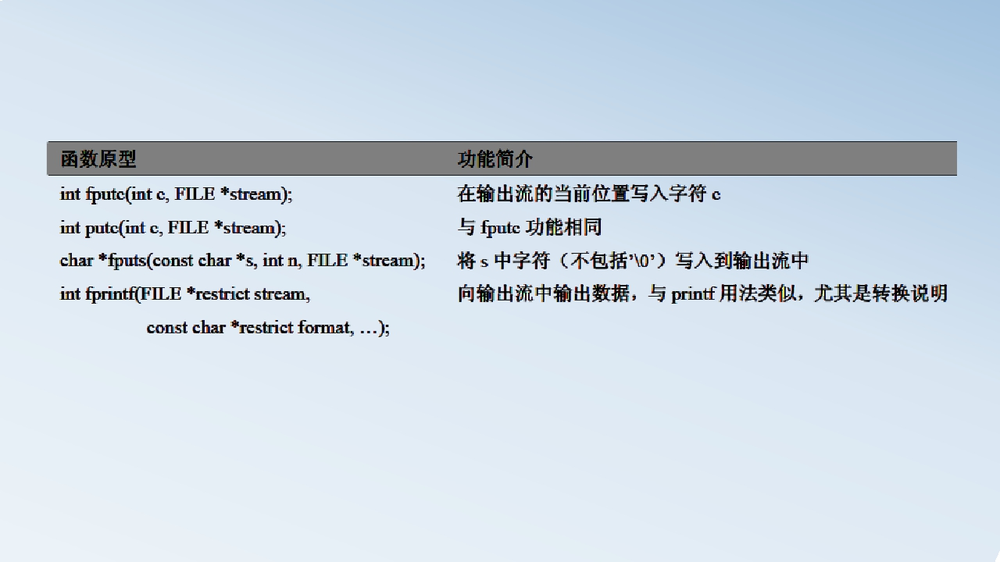 函数原型 功能简介
int fputc(int c, FILE *stream); 在输出流的当前位置写入字符 c
int putc(int c, FILE *stream); 与 fputc 功能相同
char *fputs(const char *s, int n, FILE *stream); 将 s 中字符（不包括’\0’）写入到输出流中
int fprintf(FILE *restrict stream, 向输出流中输出数据，与 printf 用法类似，尤其是转换说明
const char *restrict format, …);